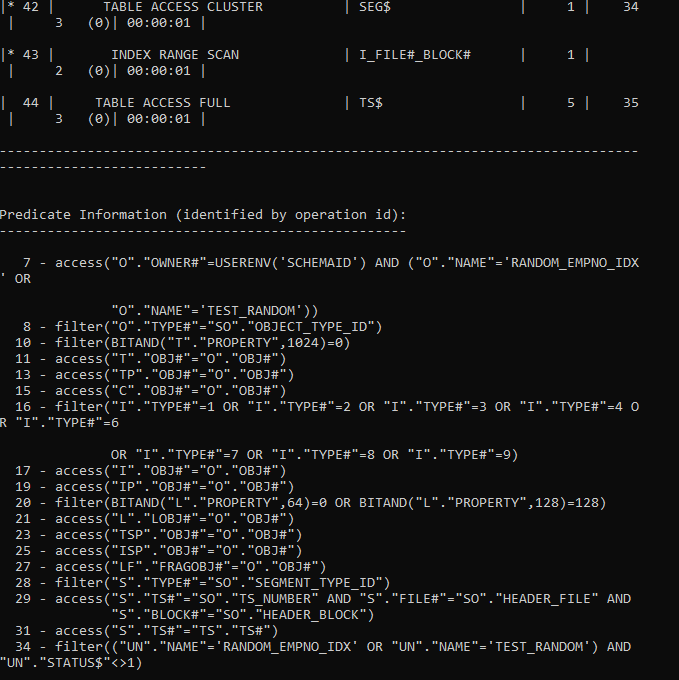 |* 42 |      TABLE ACCESS CLUSTER          | SEG$                |     1 |    34
 |     3   (0)| 00:00:01 |
|* 43 |       INDEX RANGE SCAN             | I_FILE#_BLOCK#      |     1 |
 |     2   (0)| 00:00:01 |
|  44 |     TABLE ACCESS FULL              | TS$                 |     5 |    35
 |     3   (0)| 00:00:01 |
--------------------------------------------------------------------------------
--------------------------
Predicate Information (identified by operation id):
---------------------------------------------------
   7 - access("O"."OWNER#"=USERENV('SCHEMAID') AND ("O"."NAME"='RANDOM_EMPNO_IDX
' OR
              "O"."NAME"='TEST_RANDOM'))
   8 - filter("O"."TYPE#"="SO"."OBJECT_TYPE_ID")
  10 - filter(BITAND("T"."PROPERTY",1024)=0)
  11 - access("T"."OBJ#"="O"."OBJ#")
  13 - access("TP"."OBJ#"="O"."OBJ#")
  15 - access("C"."OBJ#"="O"."OBJ#")
  16 - filter("I"."TYPE#"=1 OR "I"."TYPE#"=2 OR "I"."TYPE#"=3 OR "I"."TYPE#"=4 O
R "I"."TYPE#"=6
              OR "I"."TYPE#"=7 OR "I"."TYPE#"=8 OR "I"."TYPE#"=9)
  17 - access("I"."OBJ#"="O"."OBJ#")
  19 - access("IP"."OBJ#"="O"."OBJ#")
  20 - filter(BITAND("L"."PROPERTY",64)=0 OR BITAND("L"."PROPERTY",128)=128)
  21 - access("L"."LOBJ#"="O"."OBJ#")
  23 - access("TSP"."OBJ#"="O"."OBJ#")
  25 - access("ISP"."OBJ#"="O"."OBJ#")
  27 - access("LF"."FRAGOBJ#"="O"."OBJ#")
  28 - filter("S"."TYPE#"="SO"."SEGMENT_TYPE_ID")
  29 - access("S"."TS#"="SO"."TS_NUMBER" AND "S"."FILE#"="SO"."HEADER_FILE" AND
              "S"."BLOCK#"="SO"."HEADER_BLOCK")
  31 - access("S"."TS#"="TS"."TS#")
  34 - filter(("UN"."NAME"='RANDOM_EMPNO_IDX' OR "UN"."NAME"='TEST_RANDOM') AND
"UN"."STATUS$"<>1)